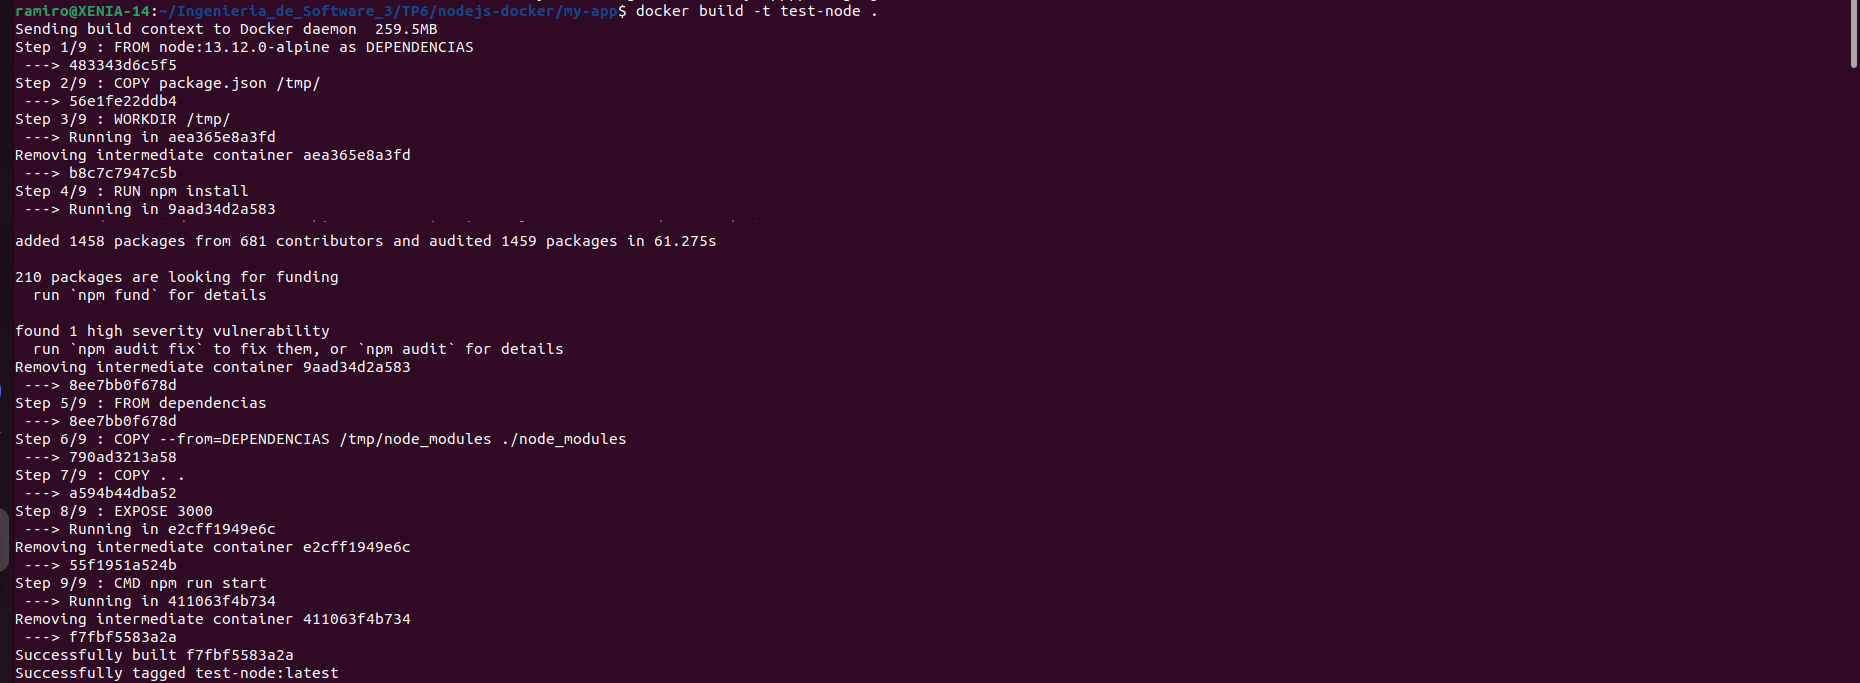 ramiro@XENIA-14:~/Ingenieria_de_Software_3/TP6/nodejs-docker/my-app$ docker build -t test-node .
Sending build context to Docker daemon  259.5MB
Step 1/9 : FROM node:13.12.0-alpine as DEPENDENCIAS
 ---> 483343d6c5f5
Step 2/9 : COPY package.json /tmp/
 ---> 56e1fe22ddb4
Step 3/9 : WORKDIR /tmp/
 ---> Running in aea365e8a3fd
Removing intermediate container aea365e8a3fd
 ---> b8c7c7947c5b
Step 4/9 : RUN npm install
 ---> Running in 9aad34d2a583
added 1458 packages from 681 contributors and audited 1459 packages in 61.275s
210 packages are looking for funding
  run `npm fund` for details
found 1 high severity vulnerability
  run `npm audit fix` to fix them, or `npm audit` for details
Removing intermediate container 9aad34d2a583
 ---> 8ee7bb0f678d
Step 5/9 : FROM dependencias
 ---> 8ee7bb0f678d
Step 6/9 : COPY --from=DEPENDENCIAS /tmp/node_modules ./node_modules
 ---> 790ad3213a58
Step 7/9 : COPY . .
 ---> a594b44dba52
Step 8/9 : EXPOSE 3000
 ---> Running in e2cff1949e6c
Removing intermediate container e2cff1949e6c
 ---> 55f1951a524b
Step 9/9 : CMD npm run start
 ---> Running in 411063f4b734
Removing intermediate container 411063f4b734
 ---> f7fbf5583a2a
Successfully built f7fbf5583a2a
Successfully tagged test-node:latest